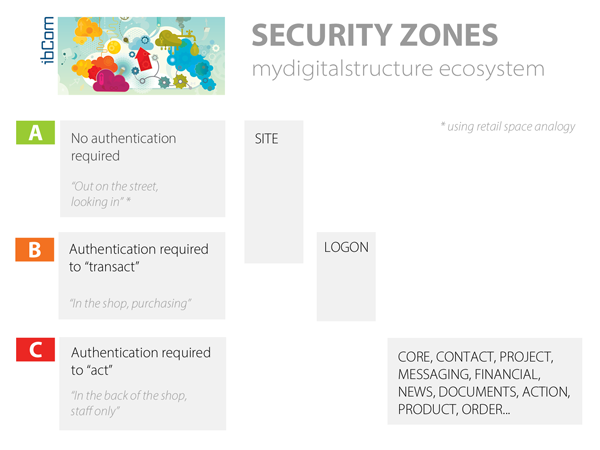 ibCom
SECURITY ZONES
mydigitalstructure ecosystem
* using retail space analogy
A
No authentication
required
“Out on the street,
looking in” *
SITE
B
Authentication required
to “transact”
“In the shop, purchasing”
LOGON
C
Authentication required
to “act”
“In the back of the shop,
staff only”
CORE, CONTACT, PROJECT,
MESSAGING, FINANCIAL,
NEWS, DOCUMENTS, ACTION,
PRODUCT, ORDER...